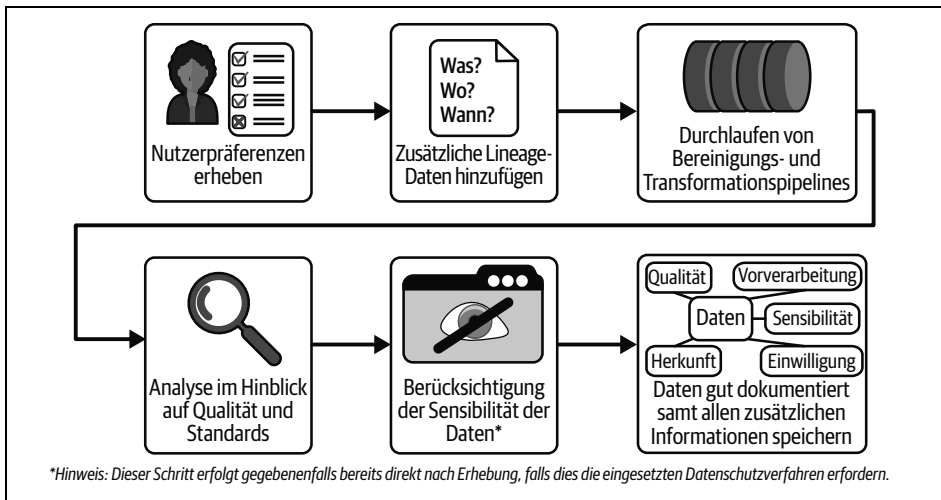 Was?
Wo?
Wann?
Nutzerpräferenzen
erheben
Zusätzliche Lineage-
Daten hinzufügen
Durchlaufen von
Bereinigungs- und
Transformationspipelines
Analyse im Hinblick
auf Qualität und
Standards
Berücksichtigung
der Sensibilität der
Daten*
Qualität
Vorverarbeitung
Daten
Sensibilität
Herkunft
Einwilligung
Daten gut dokumentiert
samt allen zusätzlichen
Informationen speichern
*Hinweis: Dieser Schritt erfolgt gegebenenfalls bereits direkt nach Erhebung, falls dies die eingesetzten Datenschutzverfahren erfordern.